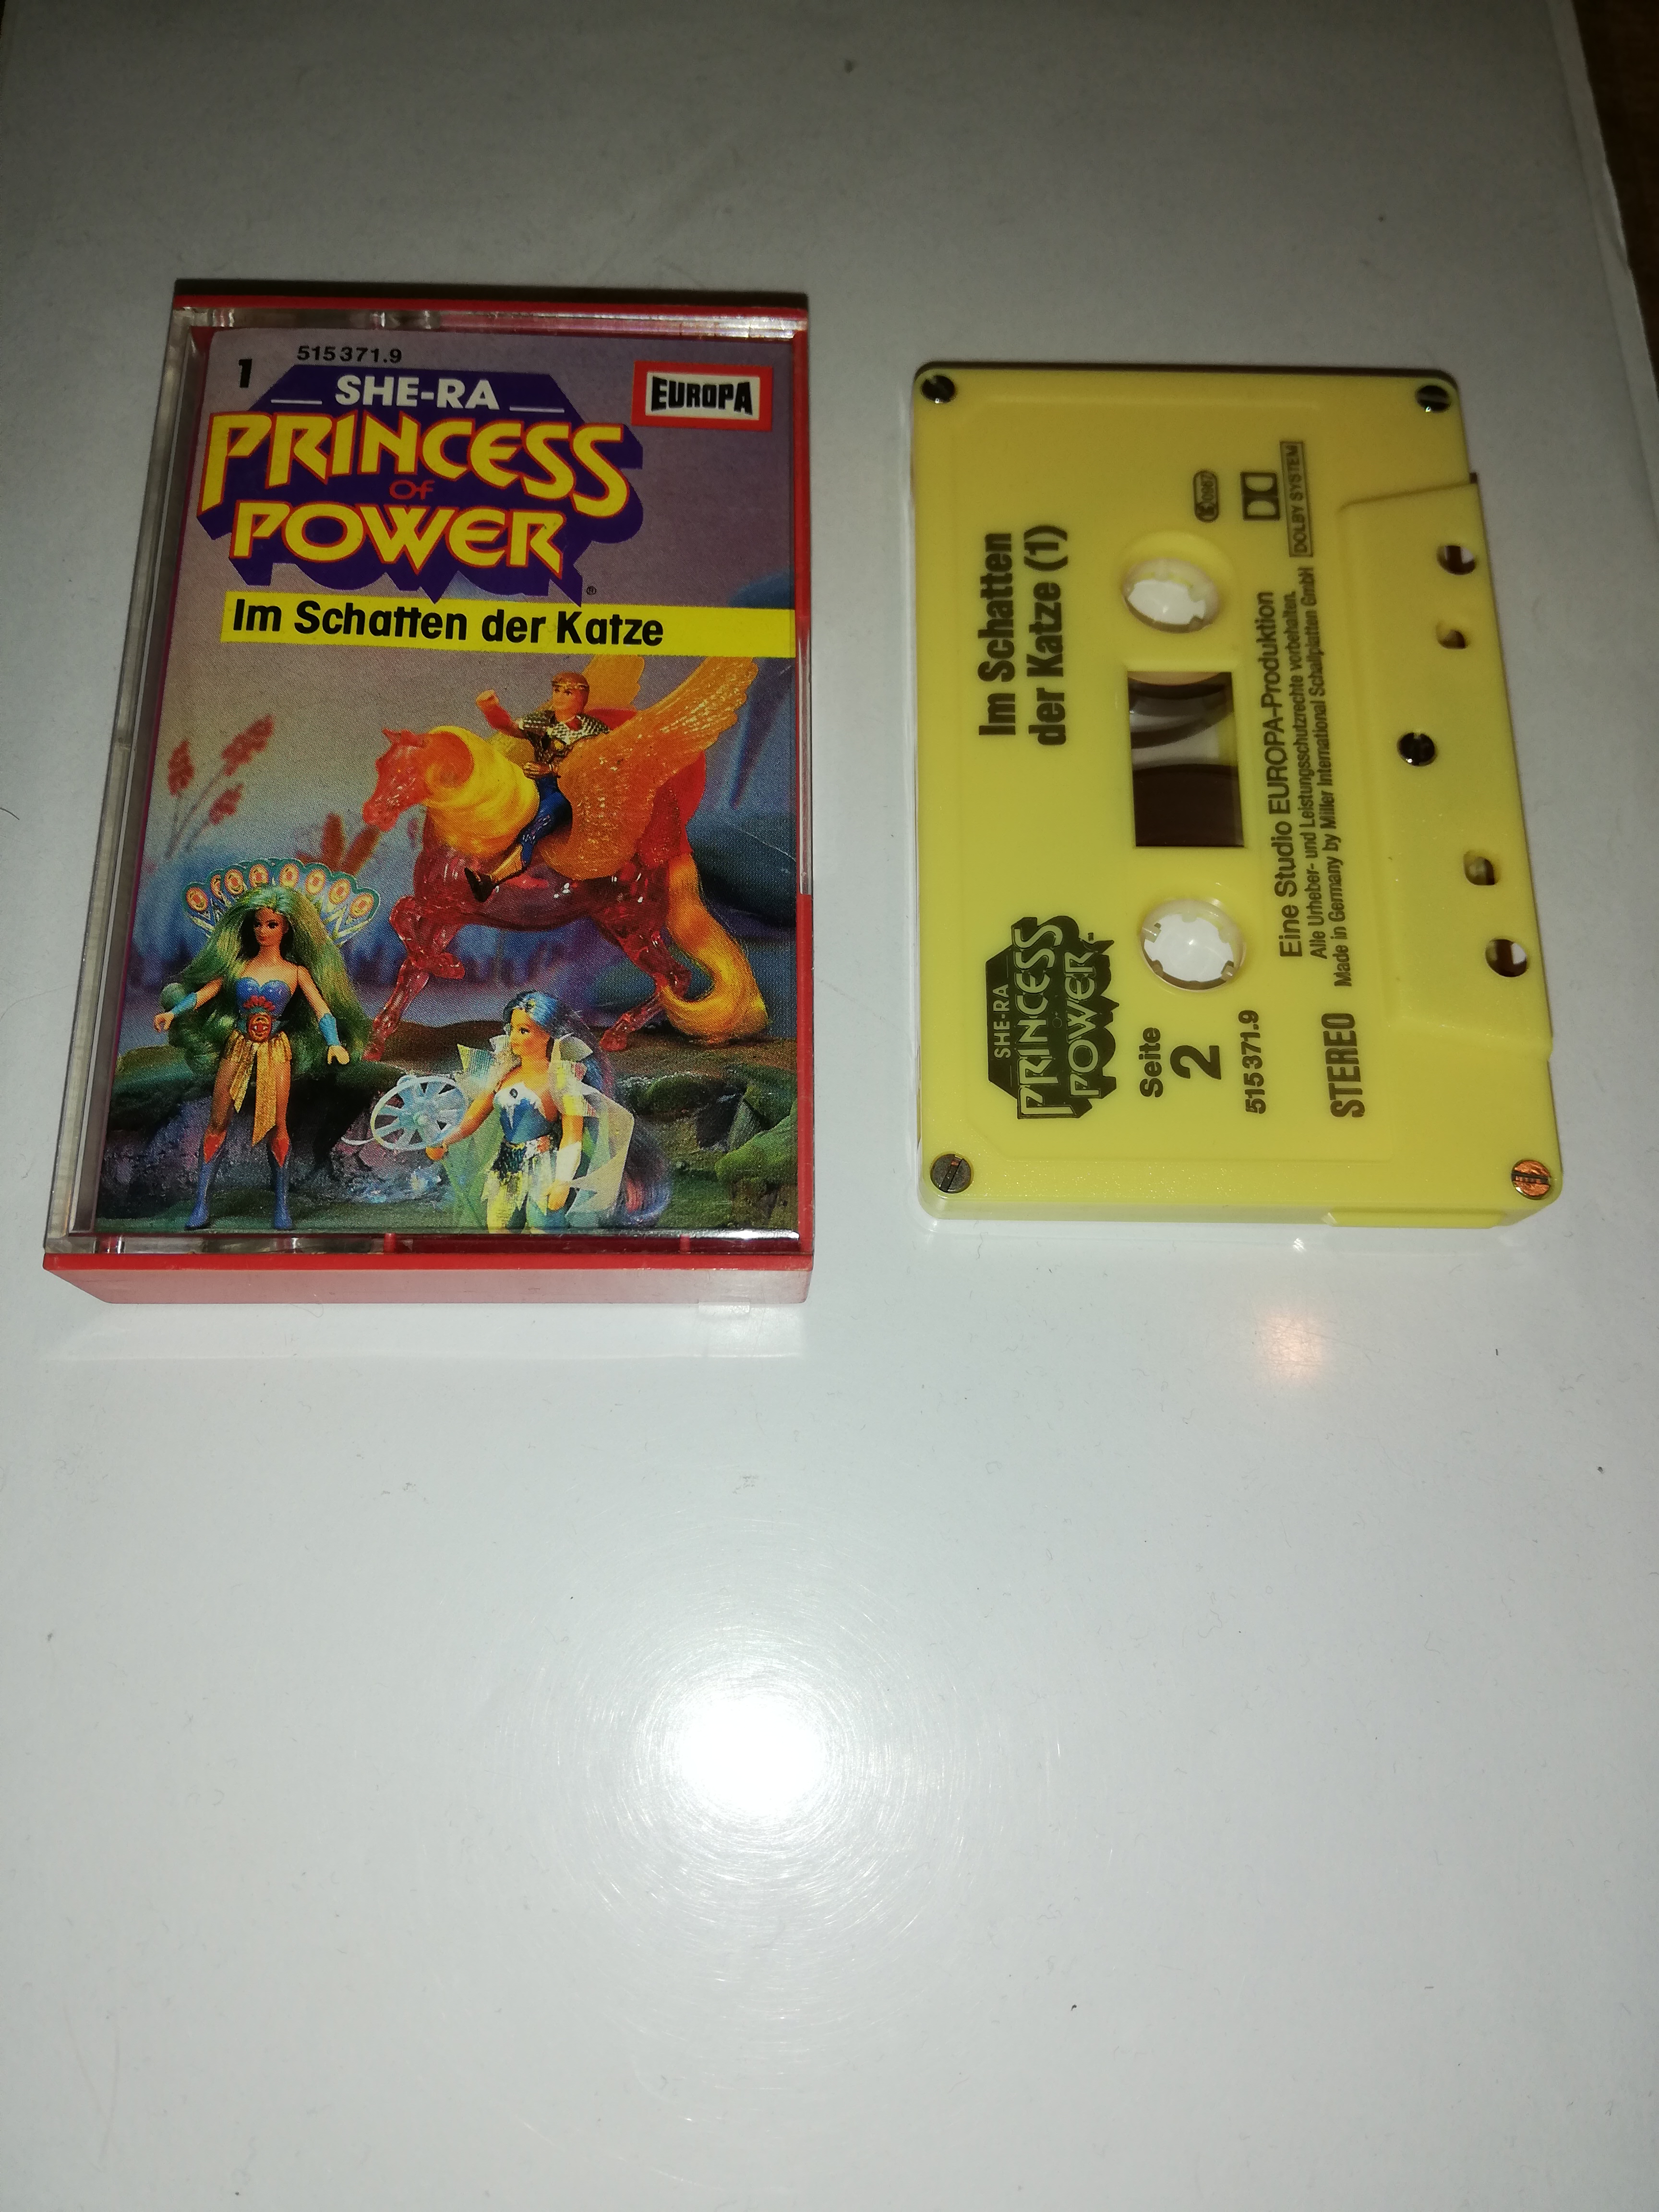 1
515 371.9
SHE-RA
PRINCESS
OF
POWER
®
EUROPA
Im Schatten der Katze
SHE-RA
PRINCESS
OF
POWER
Im Schatten
der Katze (1)
Seite
2
515371.9
STEREO
Eine Studio EUROPA-Produktion
Alle Urheber- und Leistungsschutzrechte vorbehalten.
Made in Germany by Miller International Schallplatten GmbH
DOLBY SYSTEM